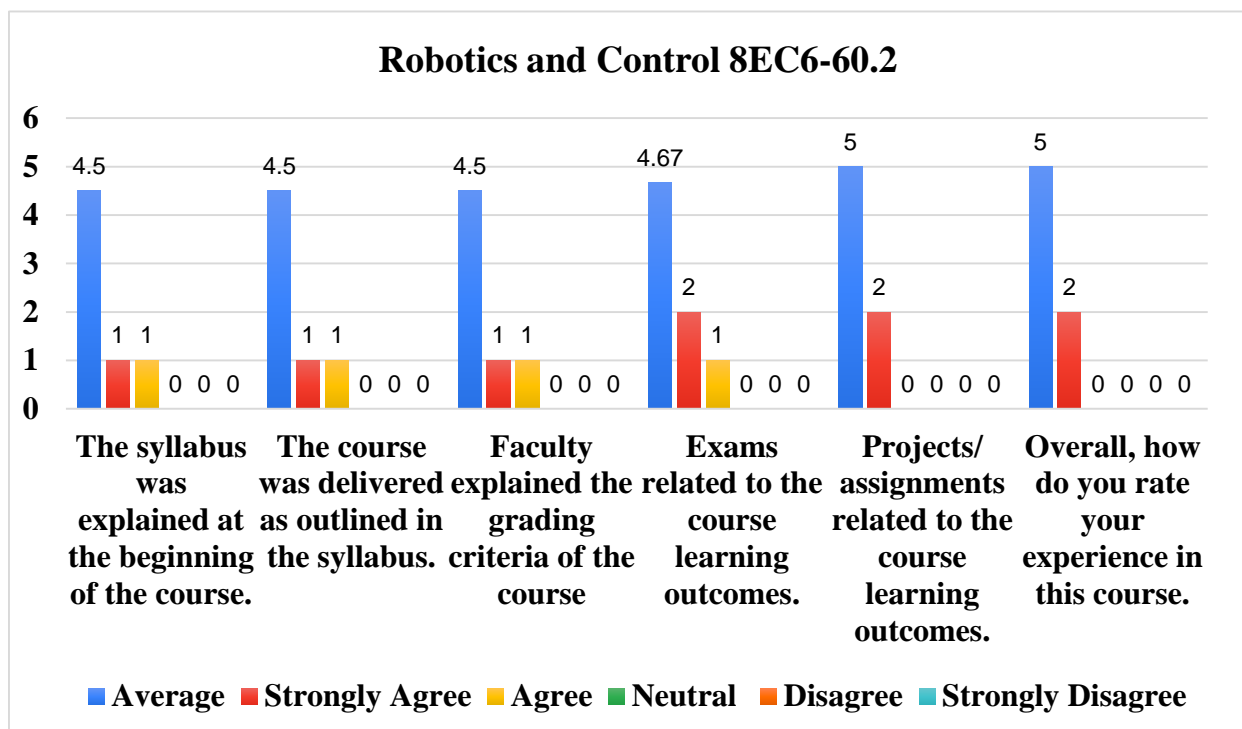 Robotics and Control 8EC6-60.2
6
5
4
3
2
1
0
4.5
1
1
0
0
0
4.5
1
1
0
0
0
4.5
1
1
0
0
0
4.67
2
1
0
0
0
5
2
0
0
0
0
5
2
0
0
0
0
The syllabus
was
explained at
the beginning
of the course.
The course
was delivered
as outlined in
the syllabus.
Faculty
explained the
grading
criteria of the
course
Exams
related to the
course
learning
outcomes.
Projects/
assignments
related to the
course
learning
outcomes.
Overall, how
do you rate
your
experience in
this course.
Average
Strongly Agree
Agree
Neutral
Disagree
Strongly Disagree